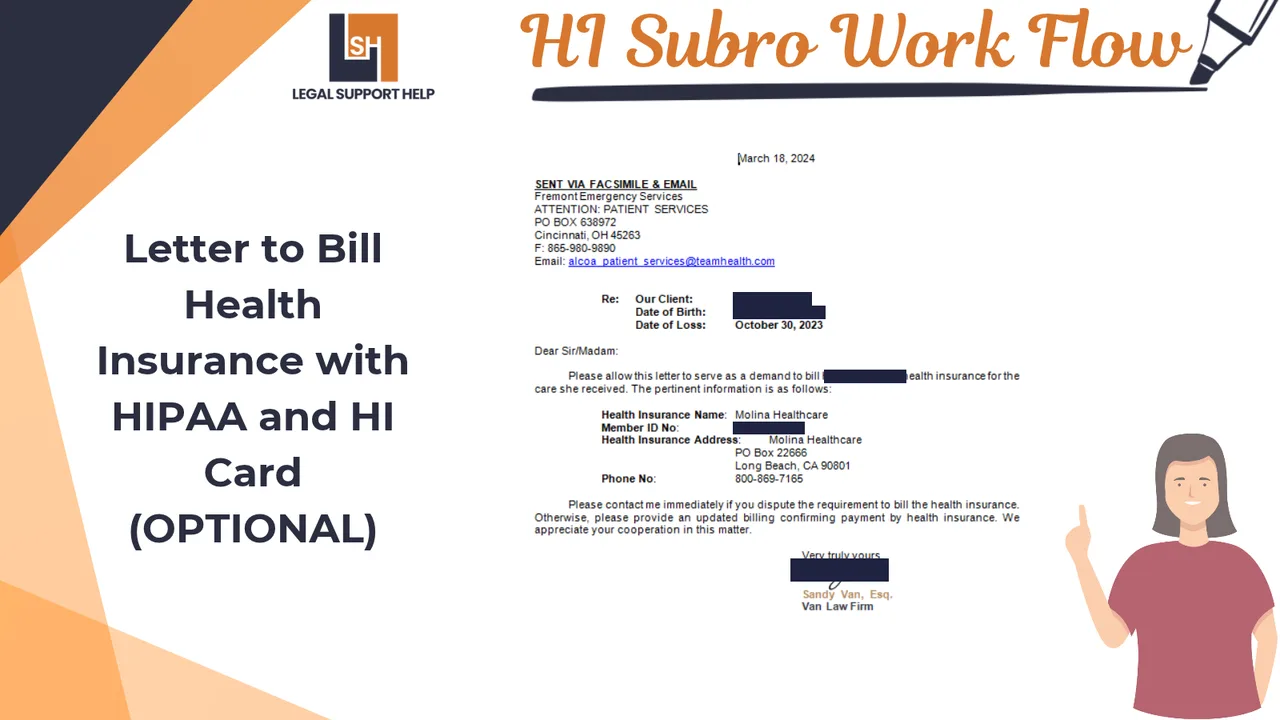 LSH
LEGAL SUPPORT HELP
HI Subro Work Flow
Letter to Bill
Health
Insurance with
HIPAA and HI
Card
(OPTIONAL)
March 18, 2024
SENT VIA FACSIMILE & EMAIL
Fremont Emergency Services
ATTENTION: PATIENT SERVICES
PO BOX 638972
Cincinnati, OH 45263
F: 865-980-9890
Email: alcoa_patient_services@teamhealth.com
Re: Our Client:
Date of Birth:
Date of Loss: October 30, 2023
Dear Sir/Madam:
Please allow this letter to serve as a demand to bill ealth insurance for the
care she received. The pertinent information is as follows:
Health Insurance Name: Molina Healthcare
Member ID No:
Health Insurance Address: Molina Healthcare
PO Box 22666
Long Beach, CA 90801
Phone No: 800-869-7165
Please contact me immediately if you dispute the requirement to bill the health insurance.
Otherwise, please provide an updated billing confirming payment by health insurance. We
appreciate your cooperation in this matter.
Very truly yours
Sandy Van, Esq.
Van Law Firm